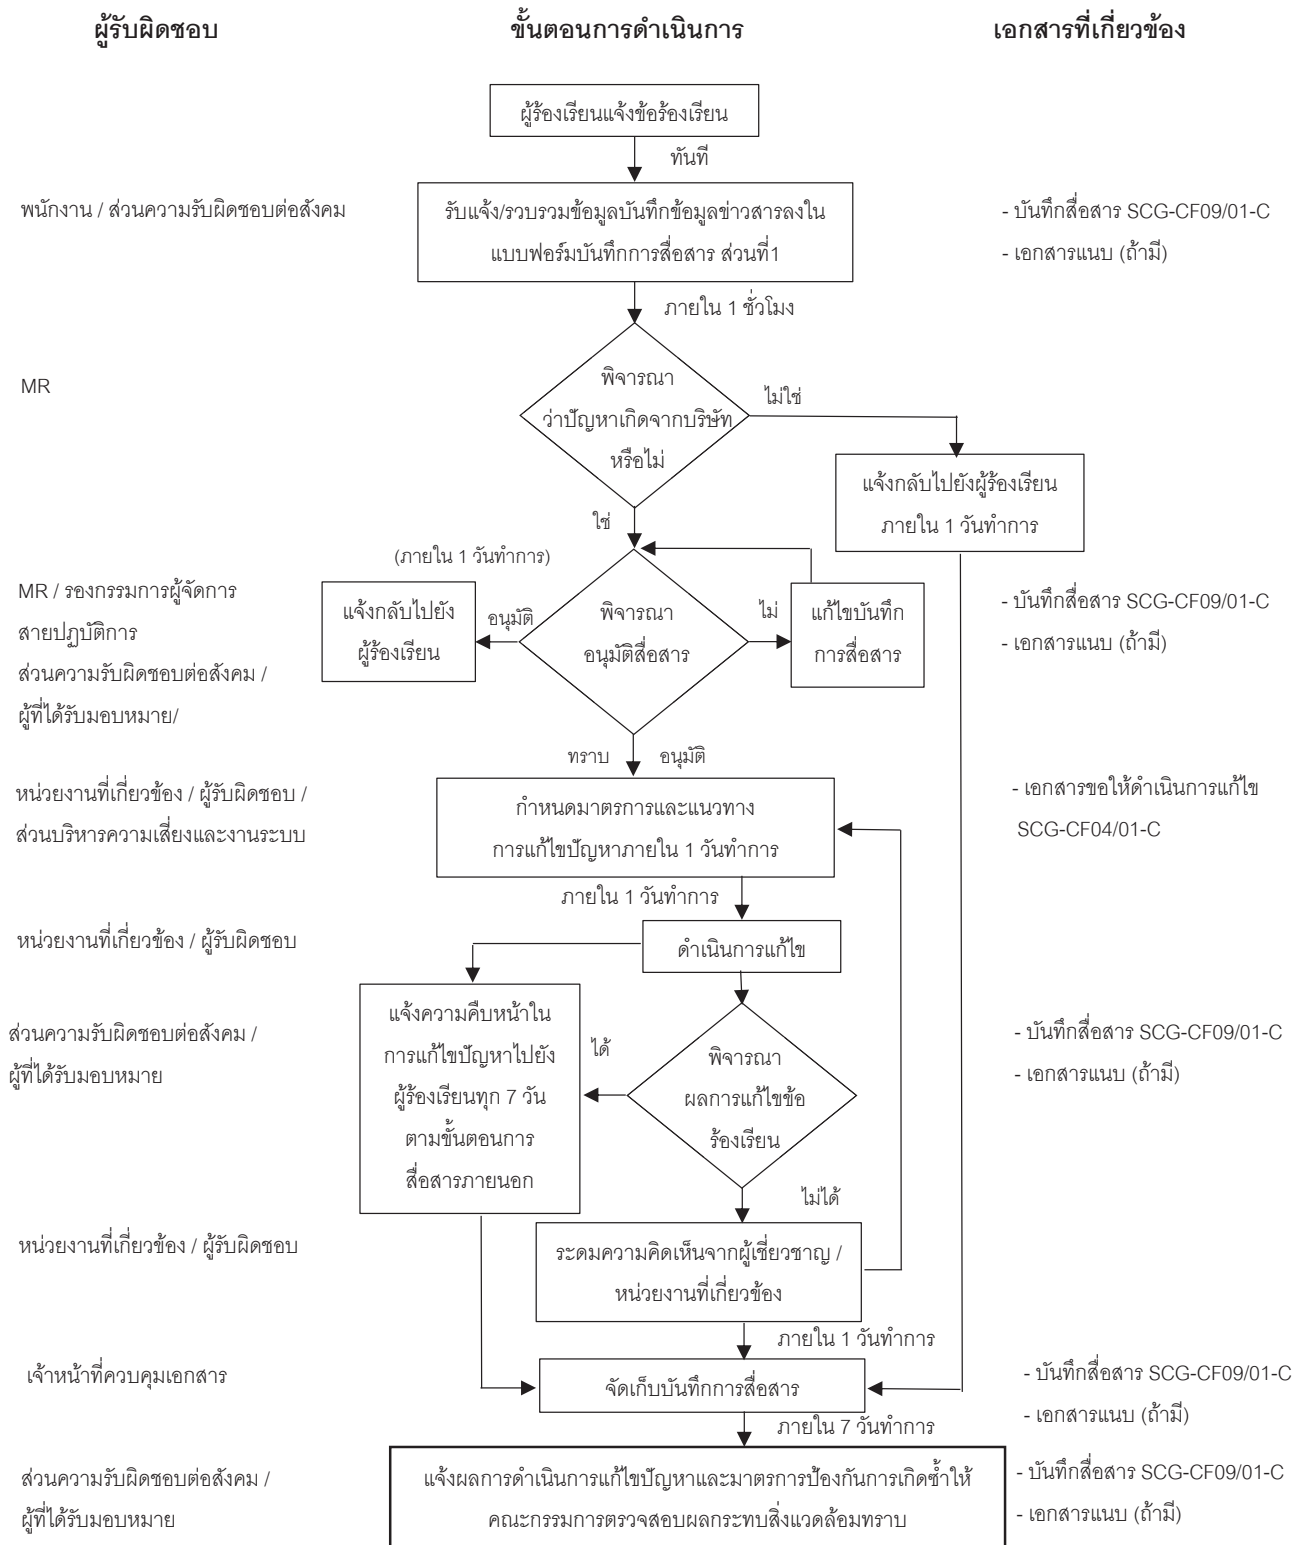 ผู้รับผิดชอบ
ขั้นตอนการดำเนินการ
เอกสารที่เกี่ยวข้อง
ผู้ร้องเรียนแจ้งข้อร้องเรียน
ทันที
พนักงาน / ส่วนความรับผิดชอบต่อสังคม
รับแจ้ง/รวบรวมข้อมูลบันทึกข้อมูลข่าวสารลงใน
แบบฟอร์มบันทึกการสื่อสาร ส่วนที่1
- บันทึกสื่อสาร SCG-CF09/01-C
- เอกสารแนบ (ถ้ามี)
ภายใน 1 ชั่วโมง
MR
พิจารณา
ว่าปัญหาเกิดจากบริษัท
หรือไม่
ไม่ใช่
แจ้งกลับไปยังผู้ร้องเรียน
ภายใน 1 วันทำการ
ใช่
(ภายใน 1 วันทำการ)
MR / รองกรรมการผู้จัดการ
สายปฏบัติการ
ส่วนความรับผิดชอบต่อสังคม /
ผู้ที่ได้รับมอบหมาย/
แจ้งกลับไปยัง
ผู้ร้องเรียน
อนุมัติ
พิจารณา
อนุมัติสื่อสาร
ไม่
แก้ไขบันทึก
การสื่อสาร
- บันทึกสื่อสาร SCG-CF09/01-C
- เอกสารแนบ (ถ้ามี)
ทราบ
อนุมัติ
หน่วยงานที่เกี่ยวข้อง / ผู้รับผิดชอบ /
ส่วนบริหารความเสี่ยงและงานระบบ
กำหนดมาตรการและแนวทาง
การแก้ไขปัญหาภายใน 1 วันทำการ
- เอกสารขอให้ดำเนินการแก้ไข
SCG-CF04/01-C
ภายใน 1 วันทำการ
หน่วยงานที่เกี่ยวข้อง / ผู้รับผิดชอบ
ดำเนินการแก้ไข
ส่วนความรับผิดชอบต่อสังคม /
ผู้ที่ได้รับมอบหมาย
แจ้งความคืบหน้าใน
การแก้ไขปัญหาไปยัง
ผู้ร้องเรียนทุก 7 วัน
ตามขั้นตอนการ
สื่อสารภายนอก
ได้
พิจารณา
ผลการแก้ไขข้อ
ร้องเรียน
- บันทึกสื่อสาร SCG-CF09/01-C
- เอกสารแนบ (ถ้ามี)
ไม่ได้
หน่วยงานที่เกี่ยวข้อง / ผู้รับผิดชอบ
ระดมความคิดเห็นจากผู้เชี่ยวชาญ /
หน่วยงานที่เกี่ยวข้อง
ภายใน 1 วันทำการ
เจ้าหน้าที่ควบคุมเอกสาร
จัดเก็บบันทึกการสื่อสาร
- บันทึกสื่อสาร SCG-CF09/01-C
- เอกสารแนบ (ถ้ามี)
ภายใน 7 วันทำการ
ส่วนความรับผิดชอบต่อสังคม /
ผู้ที่ได้รับมอบหมาย
แจ้งผลการดำเนินการแก้ไขปัญหาและมาตรการป้องกันการเกิดซ้ำให้
คณะกรรมการตรวจสอบผลกระทบสิ่งแวดล้อมทราบ
- บันทึกสื่อสาร SCG-CF09/01-C
- เอกสารแนบ (ถ้ามี)